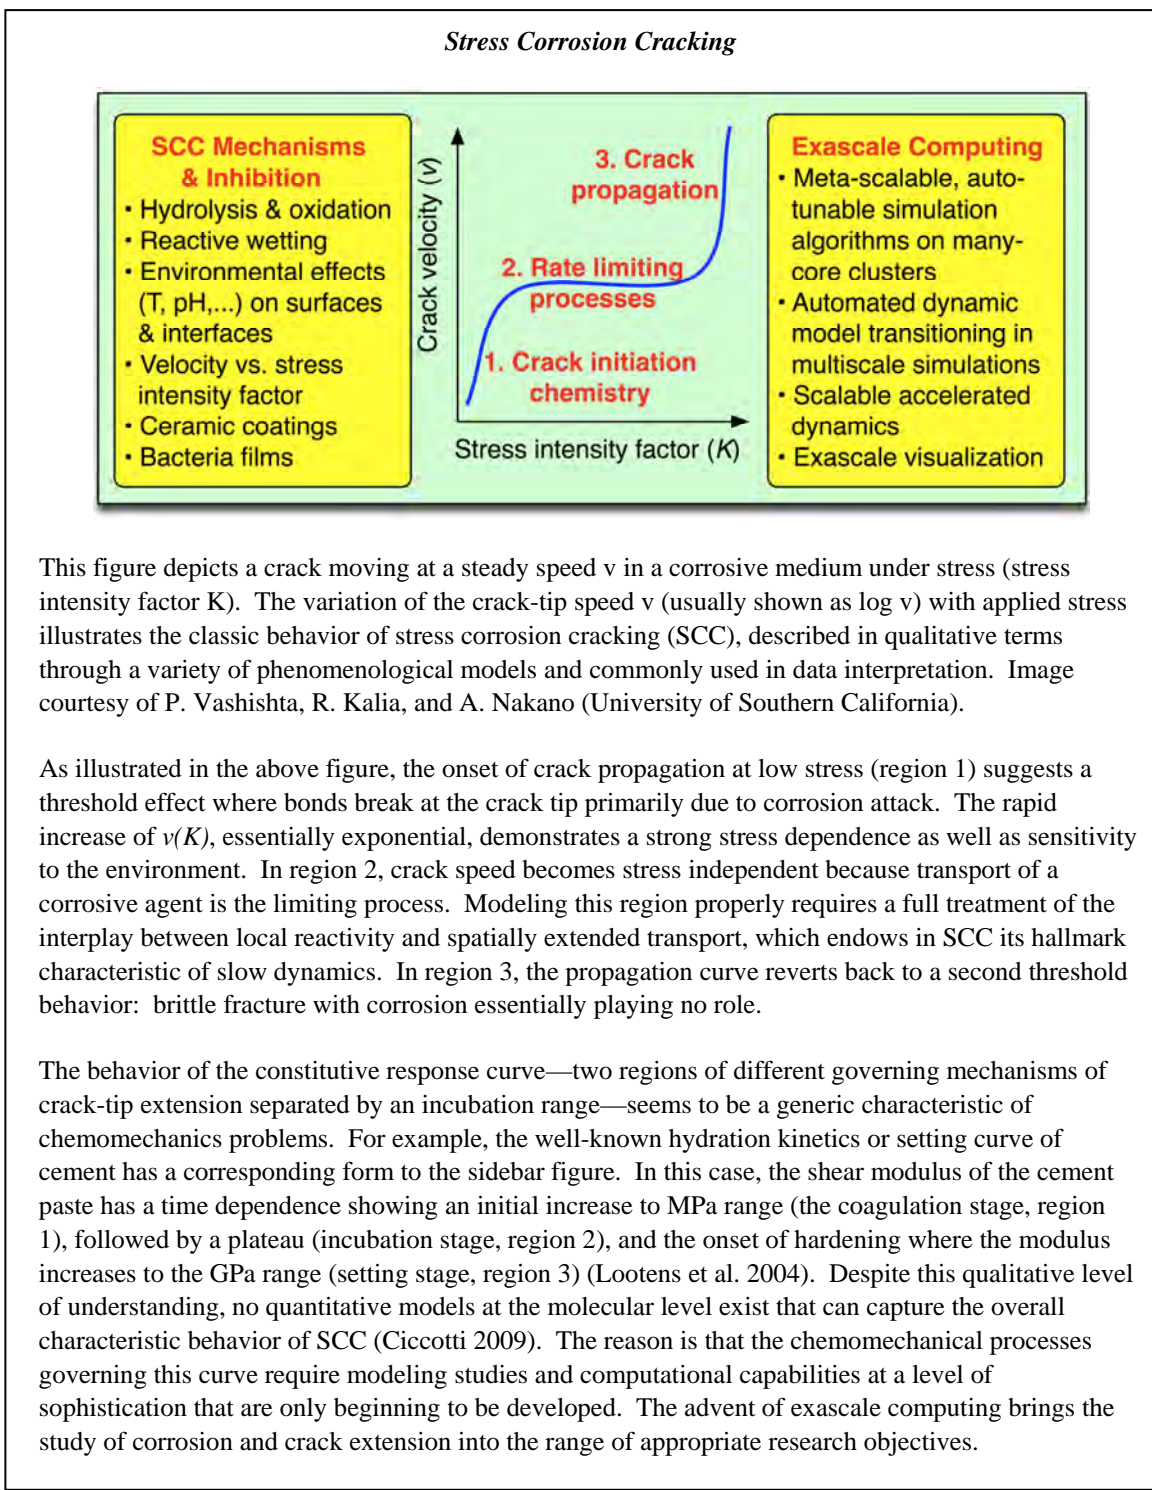 Stress Corrosion Cracking
SCC Mechanisms
& Inhibition
• Hydrolysis & oxidation
• Reactive wetting
• Environmental effects
(T, pH,...) on surfaces
& interfaces
• Velocity vs. stress
intensity factor
• Ceramic coatings
• Bacteria films
Crack velocity (v)
3. Crack
propagation
2. Rate limiting
processes
1. Crack initiation
chemistry
Stress intensity factor (K)
Exascale Computing
• Meta-scalable, auto-
tunable simulation
algorithms on many-
core clusters
• Automated dynamic
model transitioning in
multiscale simulations
• Scalable accelerated
dynamics
• Exascale visualization
This figure depicts a crack moving at a steady speed v in a corrosive medium under stress (stress
intensity factor K).  The variation of the crack-tip speed v (usually shown as log v) with applied stress
illustrates the classic behavior of stress corrosion cracking (SCC), described in qualitative terms
through a variety of phenomenological models and commonly used in data interpretation.  Image
courtesy of P. Vashishta, R. Kalia, and A. Nakano (University of Southern California).
As illustrated in the above figure, the onset of crack propagation at low stress (region 1) suggests a
threshold effect where bonds break at the crack tip primarily due to corrosion attack.  The rapid
increase of v(K), essentially exponential, demonstrates a strong stress dependence as well as sensitivity
to the environment.  In region 2, crack speed becomes stress independent because transport of a
corrosive agent is the limiting process.  Modeling this region properly requires a full treatment of the
interplay between local reactivity and spatially extended transport, which endows in SCC its hallmark
characteristic of slow dynamics.  In region 3, the propagation curve reverts back to a second threshold
behavior:  brittle fracture with corrosion essentially playing no role.
The behavior of the constitutive response curve—two regions of different governing mechanisms of
crack-tip extension separated by an incubation range—seems to be a generic characteristic of
chemomechanics problems.  For example, the well-known hydration kinetics or setting curve of
cement has a corresponding form to the sidebar figure.  In this case, the shear modulus of the cement
paste has a time dependence showing an initial increase to MPa range (the coagulation stage, region
1), followed by a plateau (incubation stage, region 2), and the onset of hardening where the modulus
increases to the GPa range (setting stage, region 3) (Lootens et al. 2004).  Despite this qualitative level
of understanding, no quantitative models at the molecular level exist that can capture the overall
characteristic behavior of SCC (Ciccotti 2009).  The reason is that the chemomechanical processes
governing this curve require modeling studies and computational capabilities at a level of
sophistication that are only beginning to be developed.  The advent of exascale computing brings the
study of corrosion and crack extension into the range of appropriate research objectives.